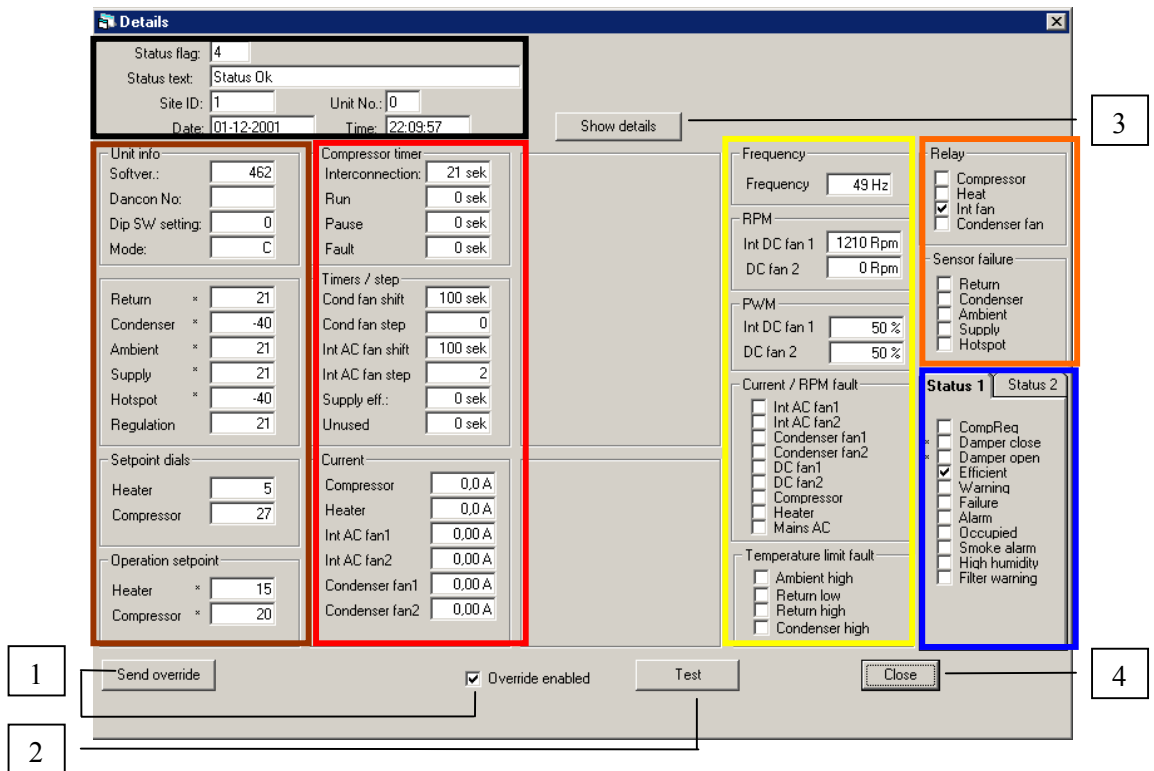 Details
Status flag: 4
Status text: Status Ok
Site ID: 1 Unit No.: 0
Date: 01-12-2001 Time: 22:09:57
Show details
3
Unit info
Softver.: 462
Dancon No:
Dip SW setting: 0
Mode: C
Return * 21
Condenser * -40
Ambient * 21
Supply * 21
Hotspot * -40
Regulation 21
Setpoint dials
Heater 5
Compressor 27
Operation setpoint
Heater * 15
Compressor * 20
Compressor timer
Interconnection: 21 sek
Run 0 sek
Pause 0 sek
Fault 0 sek
Timers / step
Cond fan shift 100 sek
Cond fan step 0
Int AC fan shift 100 sek
Int AC fan step 2
Supply eff.: 0 sek
Unused 0 sek
Current
Compressor 0,0 A
Heater 0,0 A
Int AC fan1 0,00 A
Int AC fan2 0,00 A
Condenser fan1 0,00 A
Condenser fan2 0,00 A
Frequency
Frequency 49 Hz
RPM
Int DC fan 1 1210 Rpm
DC fan 2 0 Rpm
PWM
Int DC fan 1 50 %
DC fan 2 50 %
Current / RPM fault
Int AC fan1
Int AC fan2
Condenser fan1
Condenser fan2
DC fan1
DC fan2
Compressor
Heater
Mains AC
Temperature limit fault
Ambient high
Return low
Return high
Condenser high
Relay
Compressor
Heat
Int fan
Condenser fan
Sensor failure
Return
Condenser
Ambient
Supply
Hotspot
Status 1 Status 2
CompReq
* Damper close
* Damper open
Efficient
Warning
Failure
Alarm
Occupied
Smoke alarm
High humidity
Filter warning
1
Send override
Override enabled
Test
Close
4
2